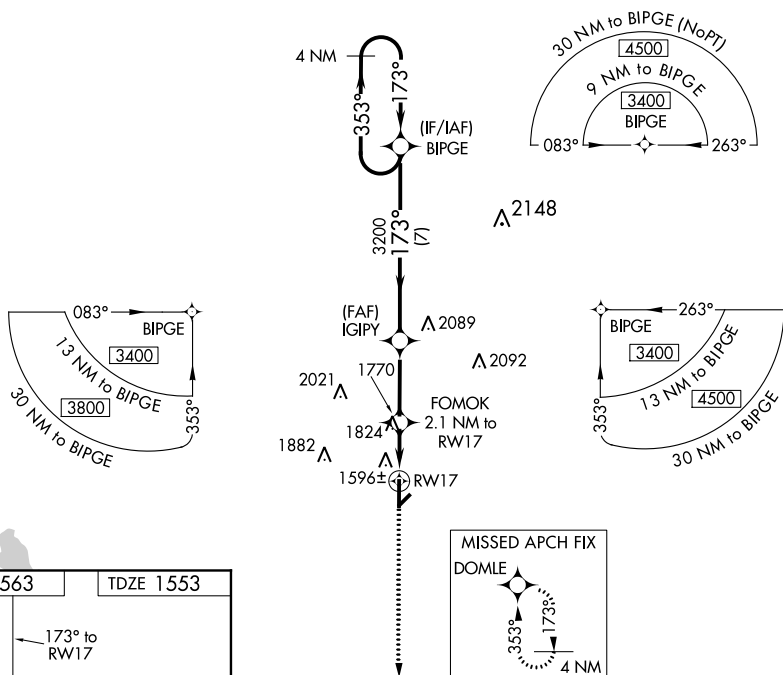 4 NM
353°
173°
(IF/IAF)
BIPGE
30 NM to BIPGE (NoPT)
4500
9 NM to BIPGE
3400
BIPGE
083°
263°
3200
173°
(7)
2148
083°
BIPGE
3400
13 NM to BIPGE
3800
30 NM to BIPGE
353°
(FAF)
IGIPY
2089
2092
1770
2021
FOMOK
2.1 NM to
RW17
1824
1882
1596±
RW17
263°
BIPGE
3400
13 NM to BIPGE
4500
30 NM to BIPGE
353°
563
TDZE 1553
173° to
RW17
MISSED APCH FIX
DOMLE
353°
173°
4 NM